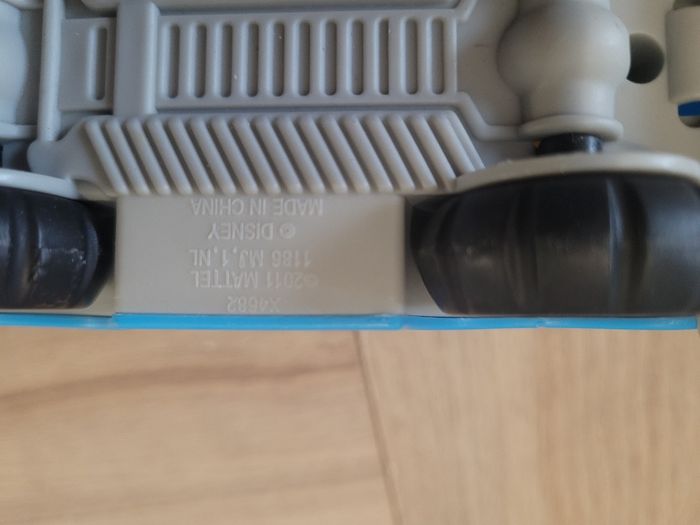 X4682
©2011 MATTEL
1186 MJ,1,NL
© DISNEY
MADE IN CHINA